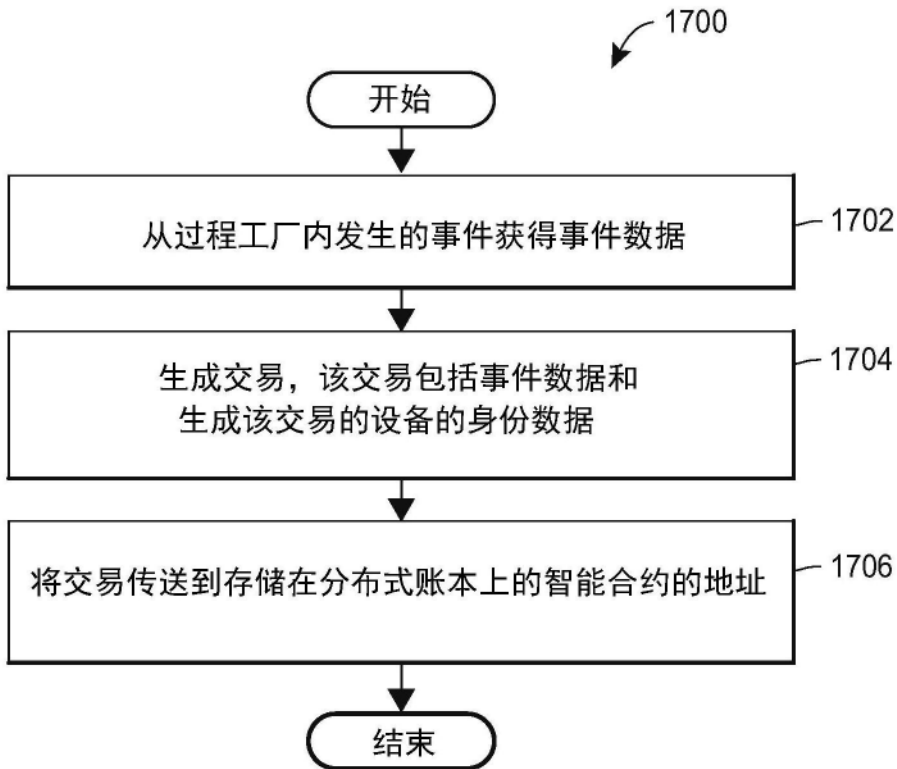 1700
开始
从过程工厂内发生的事件获得事件数据
1702
生成交易，该交易包括事件数据和
生成该交易的设备的身份数据
1704
将交易传送到存储在分布式账本上的智能合约的地址
1706
结束